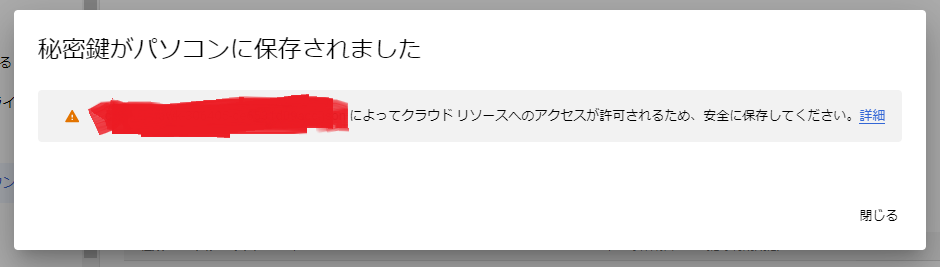 秘密鍵がパソコンに保存されました
によってクラウド リソースへのアクセスが許可されるため、安全に保存してください。詳細
閉じる